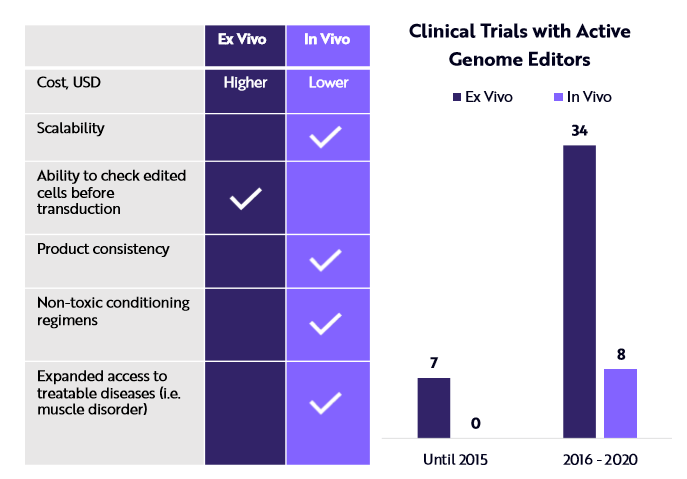 Ex Vivo
In Vivo
Cost, USD
Higher
Lower
Scalability
Ability to check edited
cells before
transduction
Product consistency
Non-toxic conditioning
regimens
Expanded access to
treatable diseases (i.e.
muscle disorder)
Clinical Trials with Active
Genome Editors
Ex Vivo
In Vivo
34
8
7
0
Until 2015
2016 - 2020